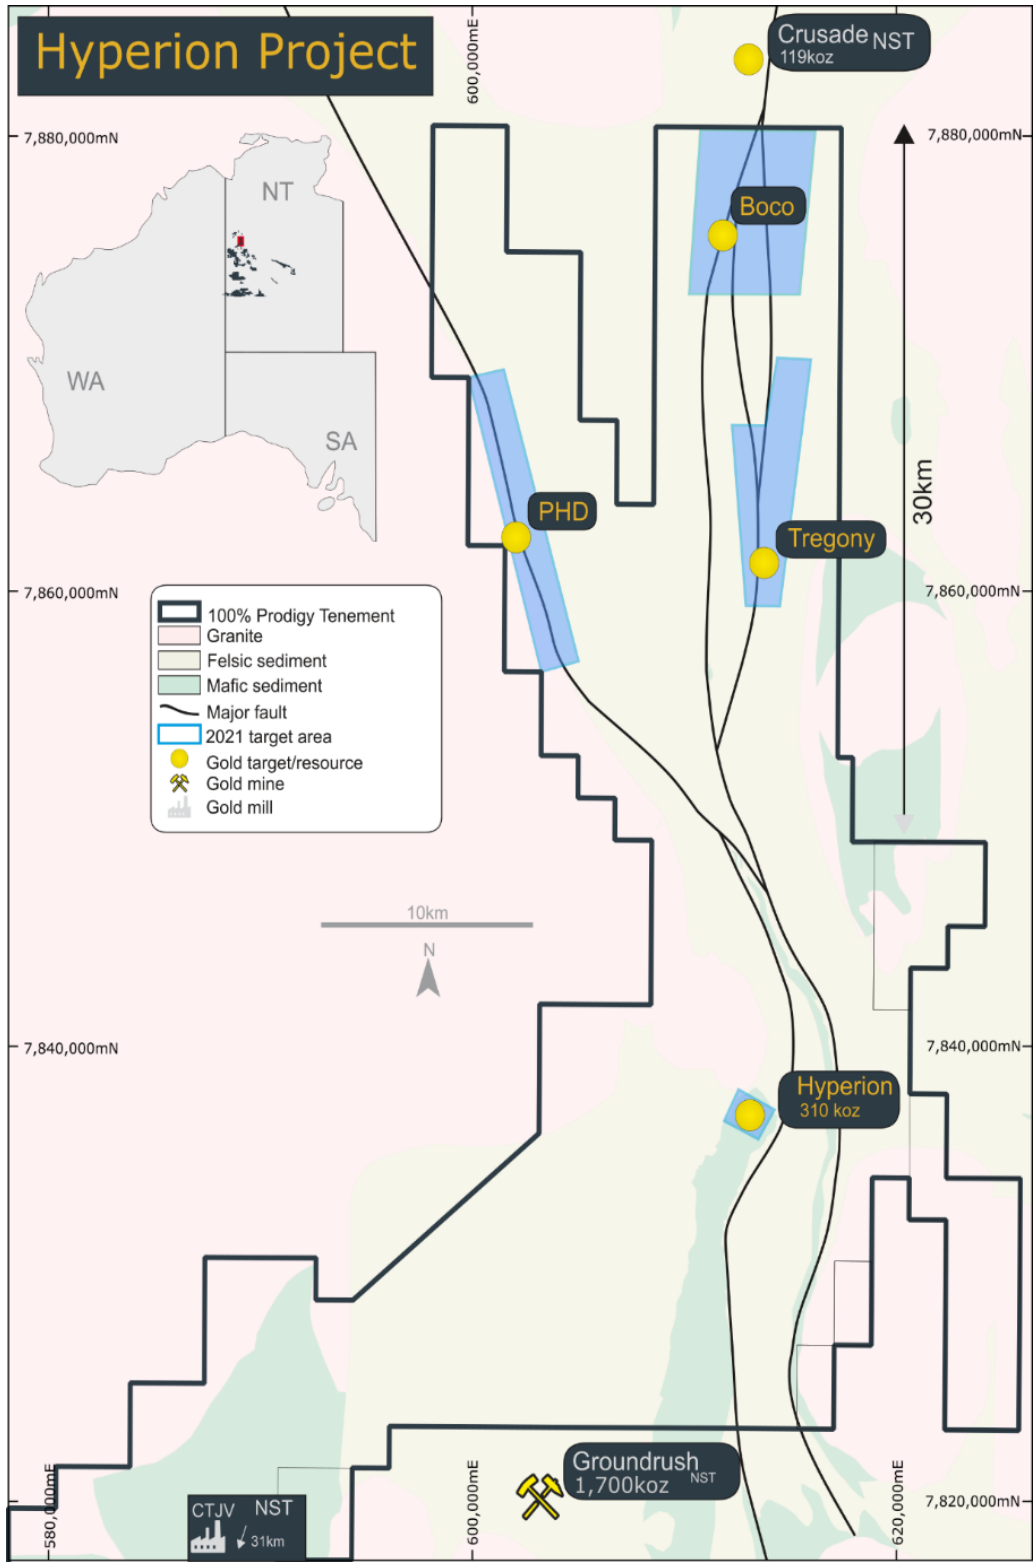 Hyperion Project
600,000mE
Crusade NST
119koz
7,880,000mN
7,880,000mN
NT
WA
SA
Boco
30km
PHD
Tregony
7,860,000mN
7,860,000mN
100% Prodigy Tenement
Granite
Felsic sediment
Mafic sediment
Major fault
2021 target area
Gold target/resource
Gold mine
Gold mill
10km
N
7,840,000mN
7,840,000mN
Hyperion
310 koz
Groundrush NST
1,700koz
580,000mE
600,000mE
620,000mE
7,820,000mN
CTJV NST
31km